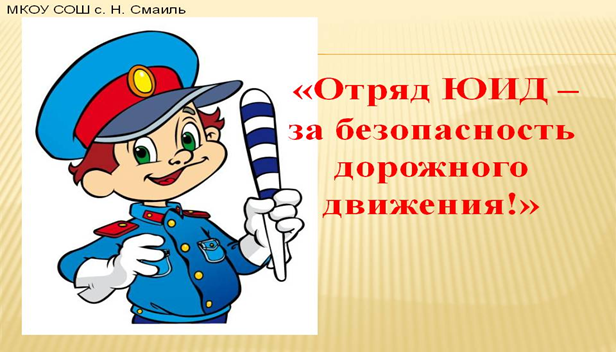 МКОУ СОШ с. Н. Смаиль
«Отряд ЮИД –
за безопасность
дорожного
движения!»